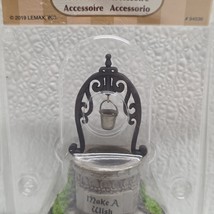 Accessoire Accessorio
© 2019 LEMAX, INC.
Make A
Wish